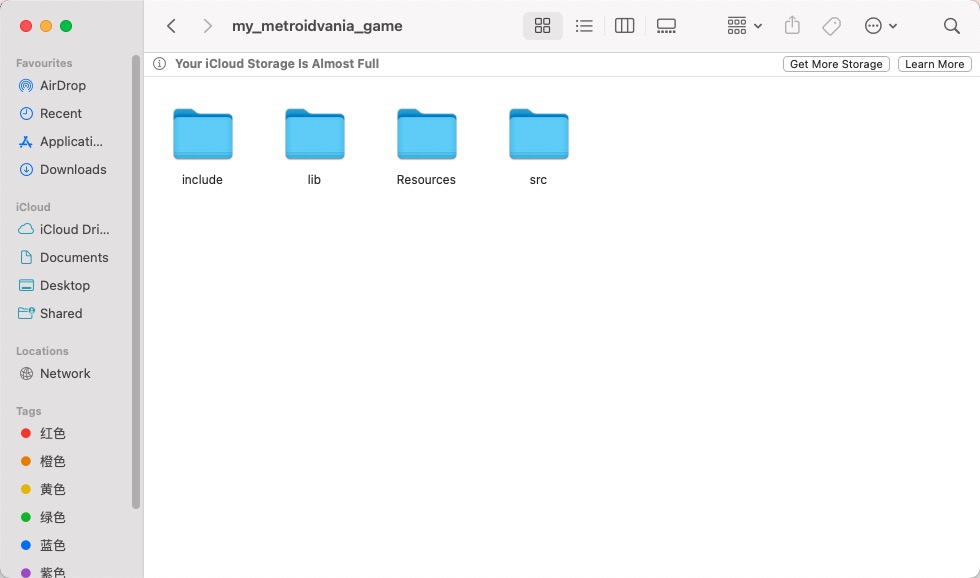 my_metroidvania_game
Favourites
AirDrop
Recent
Applicati...
Downloads
iCloud
iCloud Dri...
Documents
Desktop
Shared
Locations
Network
Tags
红色
橙色
黄色
绿色
蓝色
紫色
Your iCloud Storage Is Almost Full
Get More Storage
Learn More
include
lib
Resources
src